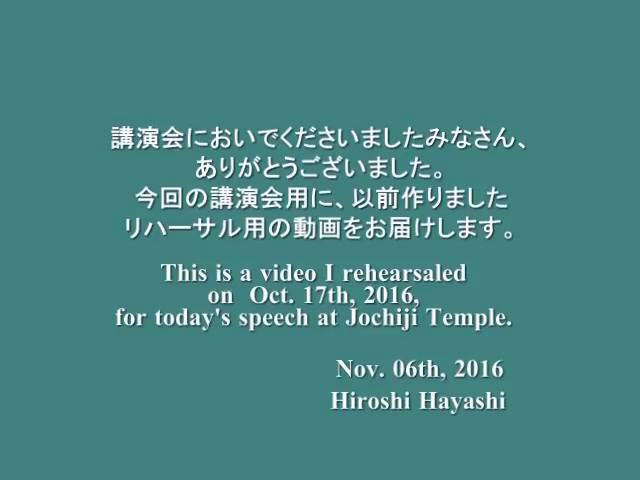 講演会においでくださいましたみなさん、
ありがとうございました。
今回の講演会用に、以前作りました
リハーサル用の動画をお届けします。
This is a video I rehearsaled
on Oct. 17th, 2016,
for today's speech at Jochiji Temple.
Nov. 06th, 2016
Hiroshi Hayashi